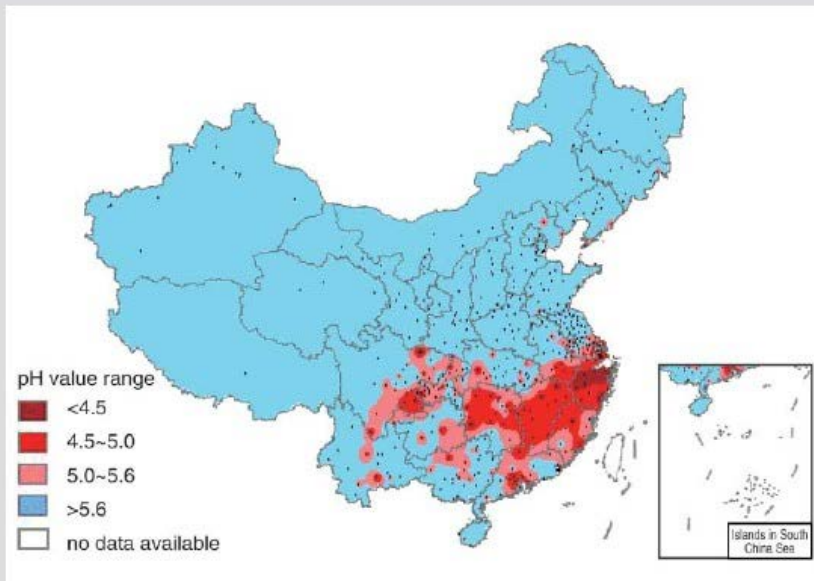 pH value range
<4.5
4.5~5.0
5.0~5.6
>5.6
no data available
Islands in South
China Sea